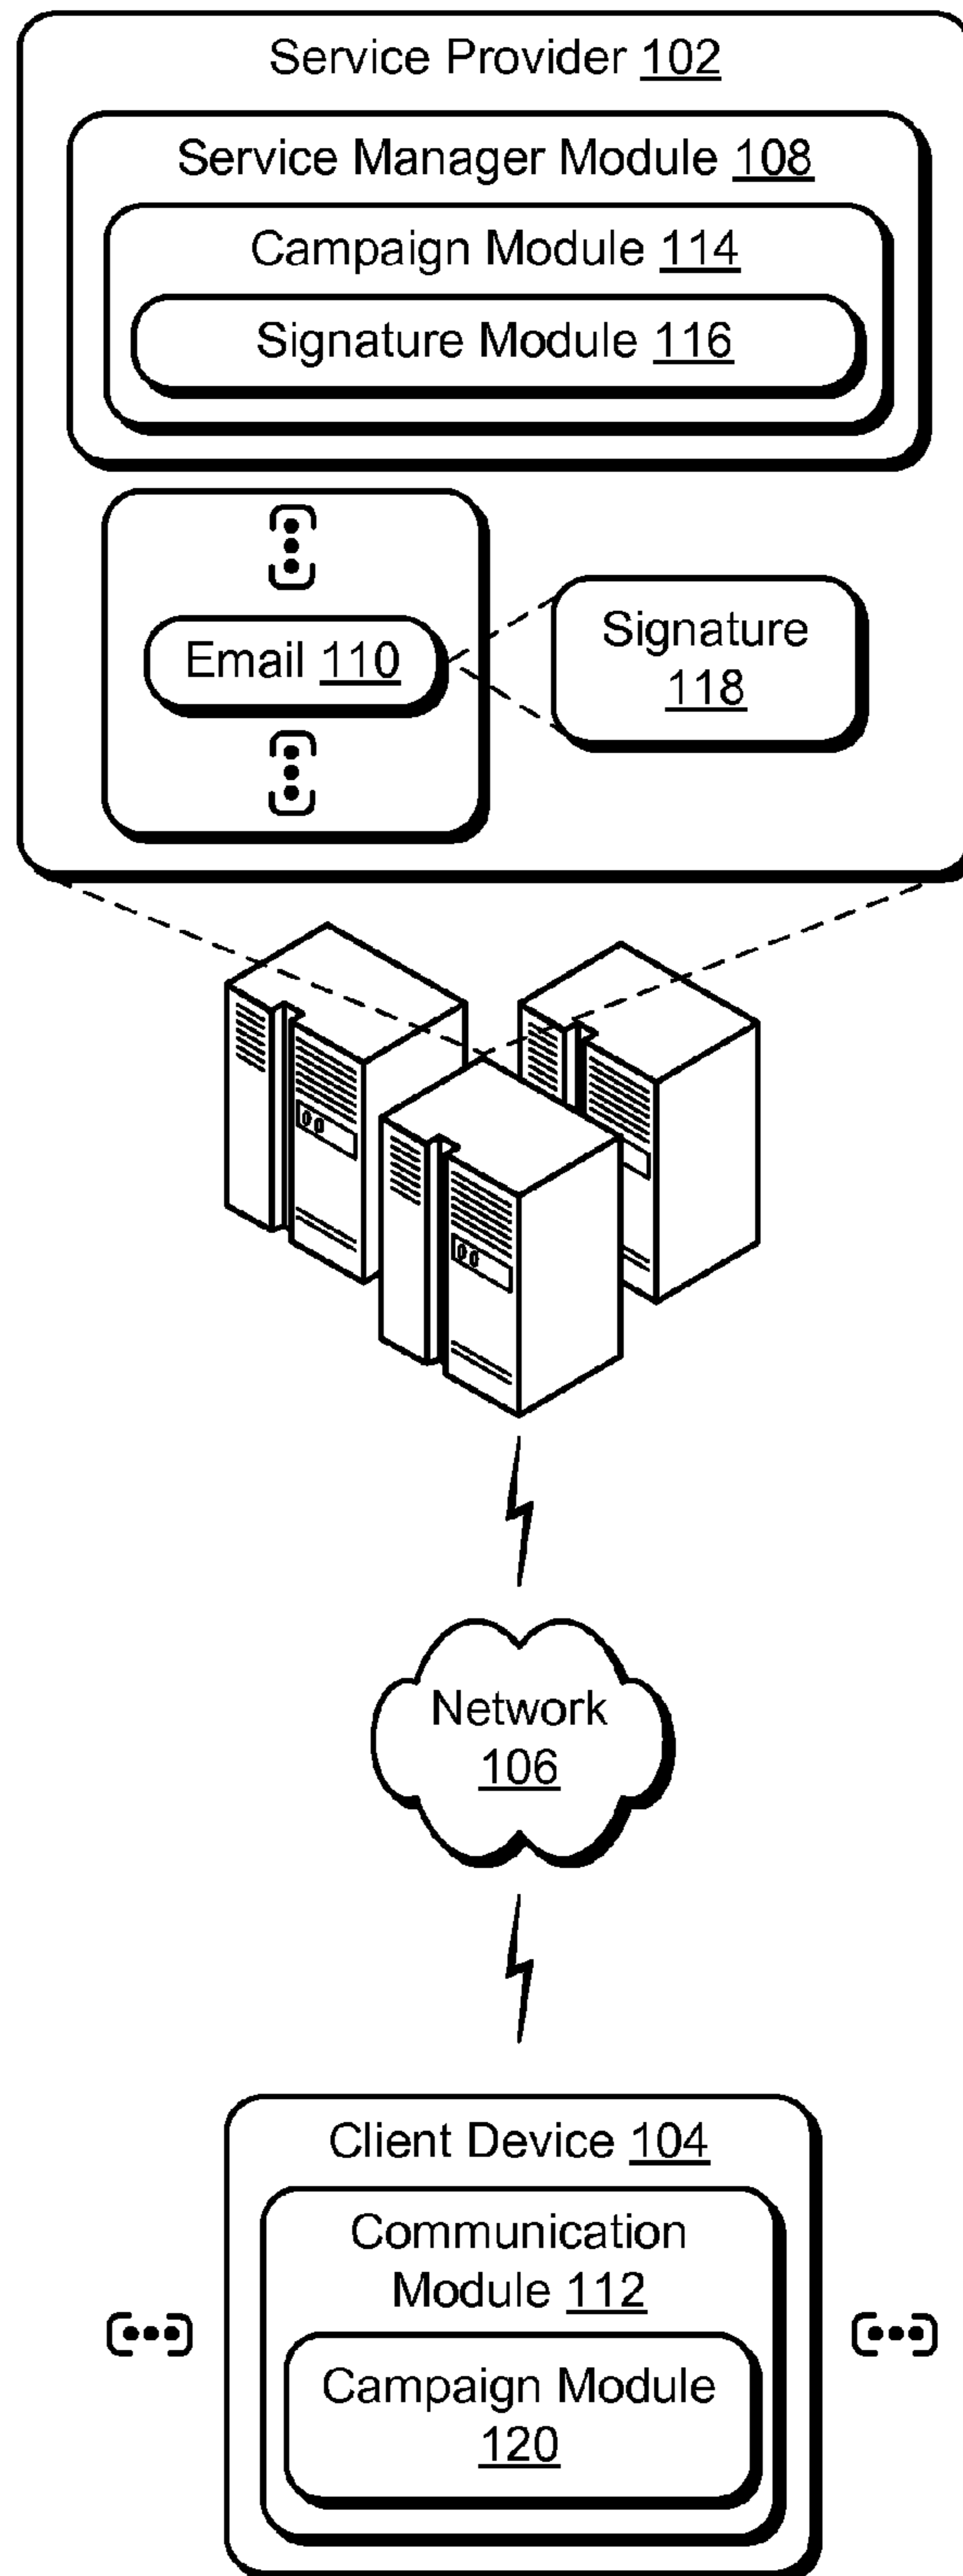 Service Provider 102
Service Manager Module 108
Campaign Module 114
Signature Module 116
Email 110
Signature
118
Network
106
Client Device 104
Communication
Module 112
Campaign Module
120